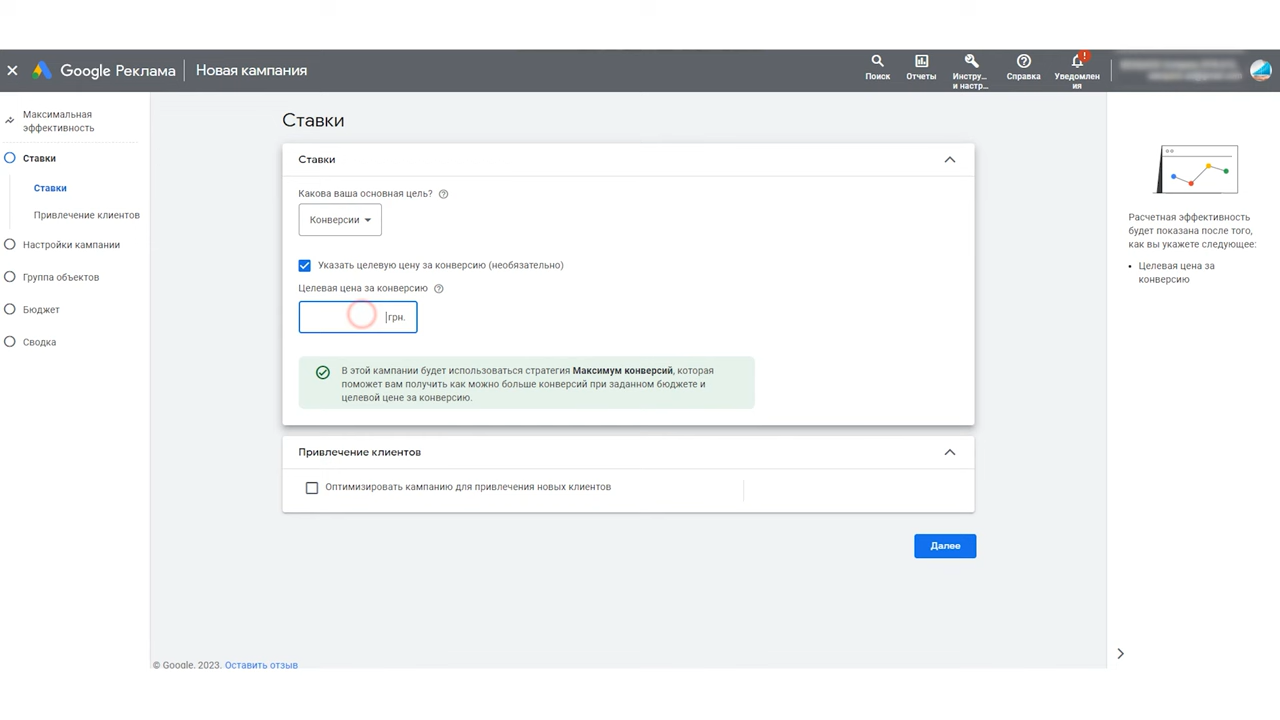 Google Реклама
Новая кампания
Поиск
Отчеты
Инстру...
и настр...
Справка
!
Уведомлен
ия
Максимальная
эффективность
Ставки
Ставки
Привлечение клиентов
Настройки кампании
Группа объектов
Бюджет
Сводка
Ставки
Ставки
Какова ваша основная цель?
Конверсии
Указать целевую цену за конверсию (необязательно)
Целевая цена за конверсию
грн.
В этой кампании будет использоваться стратегия Максимум конверсий, которая
поможет вам получить как можно больше конверсий при заданном бюджете и
целевой цене за конверсию.
Привлечение клиентов
Оптимизировать кампанию для привлечения новых клиентов
Далее
Расчетная эффективность
будет показана после того,
как вы укажете следующее:
• Целевая цена за
конверсию
© Google, 2023. Оставить отзыв